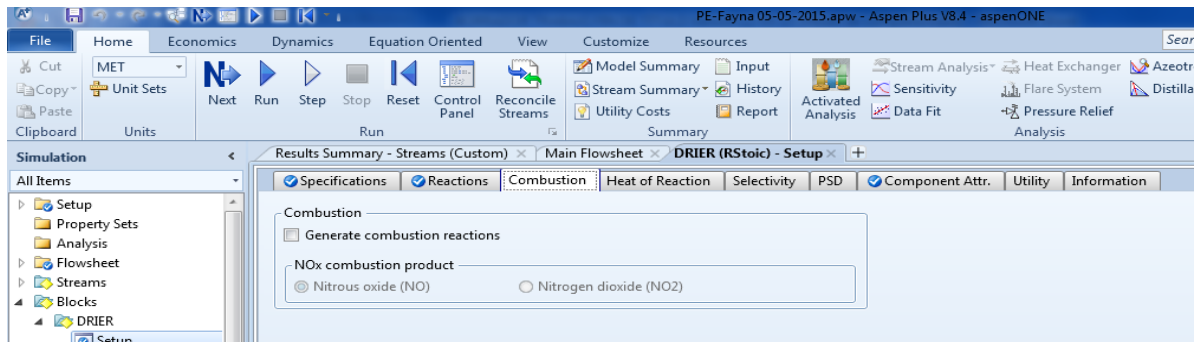 PE-Fayna 05-05-2015.apw - Aspen Plus V8.4 - aspenONE
File Home Economics Dynamics Equation Oriented View Customize Resources Sear
Cut MET Model Summary Input Stream Analysis Heat Exchanger Azeotr
Copy Unit Sets Stream Summary History Sensitivity Flare System Distilla
Paste Next Run Step Stop Reset Control Panel Reconcile Streams Utility Costs Report Activated Analysis Data Fit Pressure Relief
Clipboard Units Run Summary Analysis
Simulation < Results Summary - Streams (Custom) Main Flowsheet DRIER (RStoic) - Setup +
All Items Specifications Reactions Combustion Heat of Reaction Selectivity PSD Component Attr. Utility Information
Setup
Property Sets
Analysis
Flowsheet
Streams
Blocks
DRIER
Setup
Combustion
Generate combustion reactions
NOx combustion product
Nitrous oxide (NO) Nitrogen dioxide (NO2)